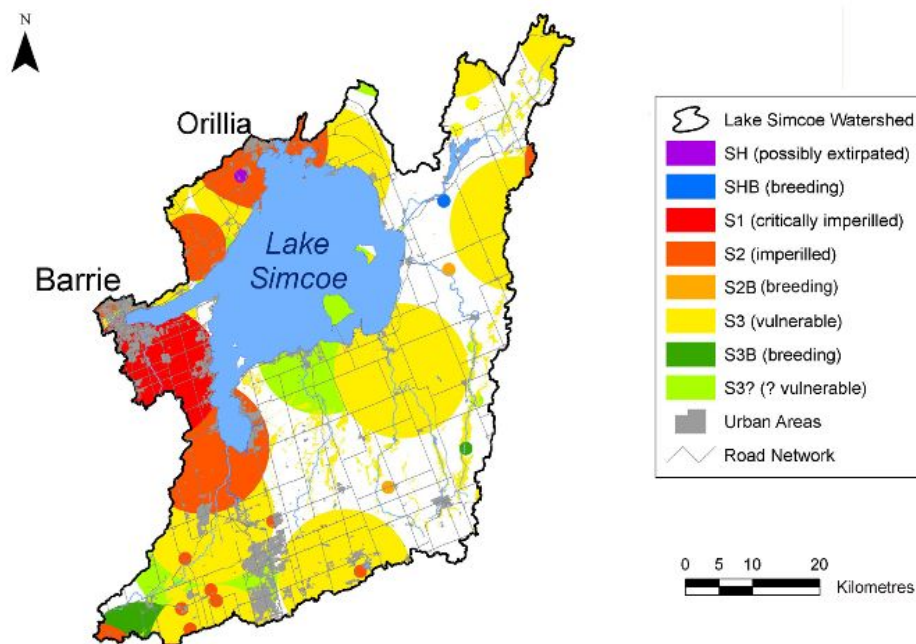 N
Orillia
Lake
Simcoe
Barrie
Lake Simcoe Watershed
SH (possibly extirpated)
SHB (breeding)
S1 (critically imperilled)
S2 (imperilled)
S2B (breeding)
S3 (vulnerable)
S3B (breeding)
S3? (? vulnerable)
Urban Areas
Road Network
0 5 10 20
Kilometres